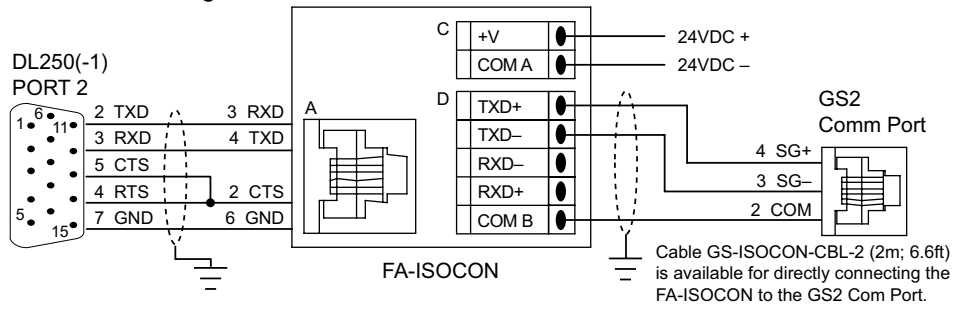 DL250(-1)
PORT 2
1
6
11
5
15
2 TXD
3 RXD
5 CTS
4 RTS
7 GND
3 RXD
4 TXD
2 CTS
6 GND
A
C
+V
COM A
D
TXD+
TXD–
RXD–
RXD+
COM B
FA-ISOCON
24VDC +
24VDC –
GS2
Comm Port
4 SG+
3 SG–
2 COM
Cable GS-ISOCON-CBL-2 (2m; 6.6ft)
is available for directly connecting the
FA-ISOCON to the GS2 Com Port.